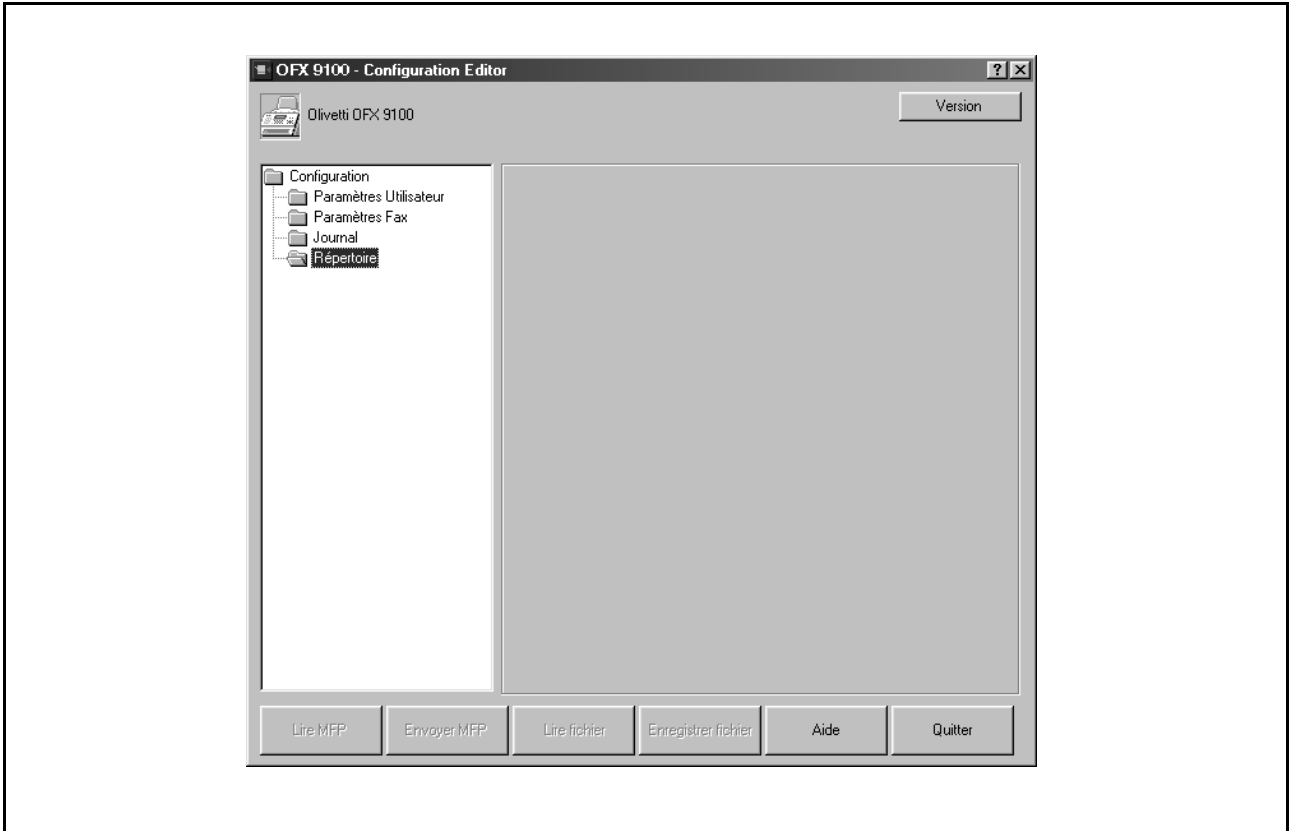 OFX 9100 - Configuration Editor
Olivetti OFX 9100
Version
Configuration
Paramètres Utilisateur
Paramètres Fax
Journal
Répertoire
Lire MFP
Envoyer MFP
Lire fichier
Enregistrer fichier
Aide
Quitter